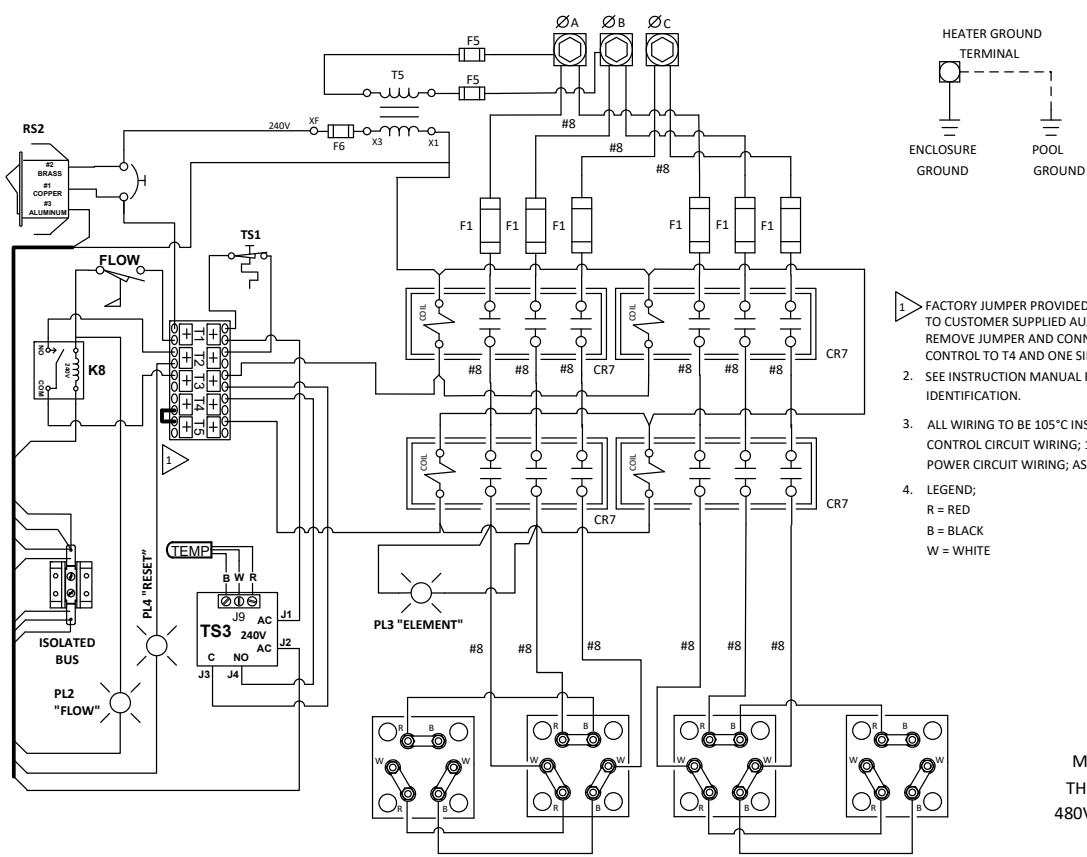 ØA ØB ØC
F5
F5
T5
240V
XF
F6
X3
X1
#8
#8
#8
RS2
#2
BRASS
#1
COPPER
#3
ALUMINUM
FLOW
TS1
F1
F1
F1
F1
F1
F1
NO
COM
240V
K8
T1
T2
T3
T4
T5
1
COIL
COIL
CR7
CR7
#8 #8 #8
#8 #8 #8
COIL
COIL
CR7
CR7
TEMP
B W R
J9
TS3
240V
AC
AC
C NO
J1
J2
J3
J4
PL4 "RESET"
ISOLATED
BUS
PL2
"FLOW"
PL3 "ELEMENT"
#8 #8 #8
#8 #8 #8
R B
W W
R B
R B
W W
R B
R B
W W
R B
R B
W W
R B
HEATER GROUND
TERMINAL
ENCLOSURE
GROUND
POOL
GROUND
1 FACTORY JUMPER PROVIDED
TO CUSTOMER SUPPLIED
REMOVE JUMPER AND
CONTROL TO T4 AND ONE
2. SEE INSTRUCTION MANUAL
IDENTIFICATION.
3. ALL WIRING TO BE 105°C
CONTROL CIRCUIT WIRING;
POWER CIRCUIT WIRING;
4. LEGEND;
R = RED
B = BLACK
W = WHITE
480V